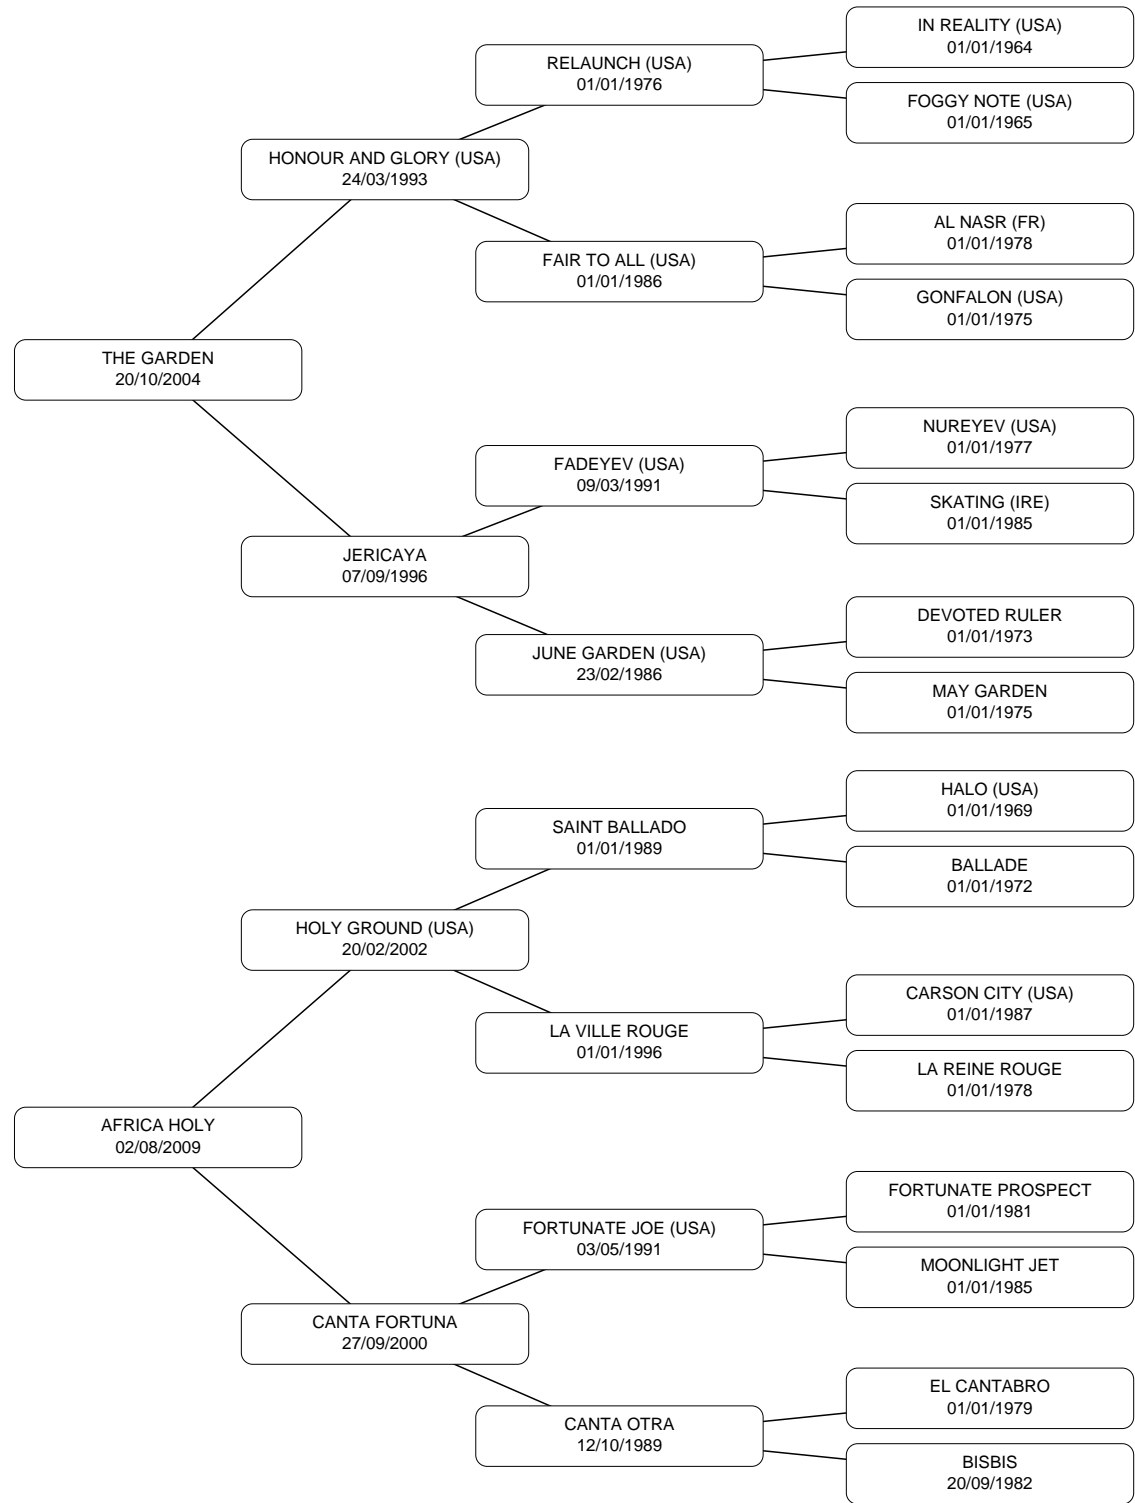 IN REALITY (USA)
01/01/1964
RELAUNCH (USA)
01/01/1976
FOGGY NOTE (USA)
01/01/1965
HONOUR AND GLORY (USA)
24/03/1993
AL NASR (FR)
01/01/1978
FAIR TO ALL (USA)
01/01/1986
GONFALON (USA)
01/01/1975
THE GARDEN
20/10/2004
NUREYEV (USA)
01/01/1977
FADEYEV (USA)
09/03/1991
SKATING (IRE)
01/01/1985
JERICAYA
07/09/1996
DEVOTED RULER
01/01/1973
JUNE GARDEN (USA)
23/02/1986
MAY GARDEN
01/01/1975
HALO (USA)
01/01/1969
SAINT BALLADO
01/01/1989
BALLADE
01/01/1972
HOLY GROUND (USA)
20/02/2002
CARSON CITY (USA)
01/01/1987
LA VILLE ROUGE
01/01/1996
LA REINE ROUGE
01/01/1978
AFRICA HOLY
02/08/2009
FORTUNATE PROSPECT
01/01/1981
FORTUNATE JOE (USA)
03/05/1991
MOONLIGHT JET
01/01/1985
CANTA FORTUNA
27/09/2000
EL CANTABRO
01/01/1979
CANTA OTRA
12/10/1989
BISBIS
20/09/1982